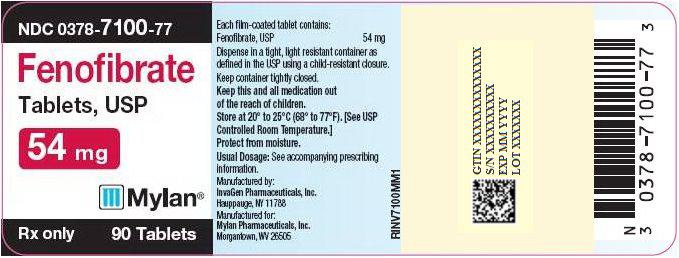 NDC 0378-7100-77
Fenofibrate
Tablets, USP
54 mg
Mylan®
Rx only 90 Tablets
Each film-coated tablet contains:
Fenofibrate, USP 54 mg
Dispense in a tight, light resistant container as
defined in the USP using a child-resistant closure.
Keep container tightly closed.
Keep this and all medication out
of the reach of children.
Store at 20° to 25°C (68° to 77°F). [See USP
Controlled Room Temperature.]
Protect from moisture.
Usual Dosage: See accompanying prescribing
information.
Manufactured by:
InvaGen Pharmaceuticals, Inc.
Hauppauge, NY 11788
Manufactured for:
Mylan Pharmaceuticals, Inc.
Morgantown, WV 26505
RINV7100MM1
GTIN XXXXXXXXXXXXXX
S/N XXXXXXXXXX
EXP MM YYYY
LOT XXXXXXX
N
3 0378-7100-77 3